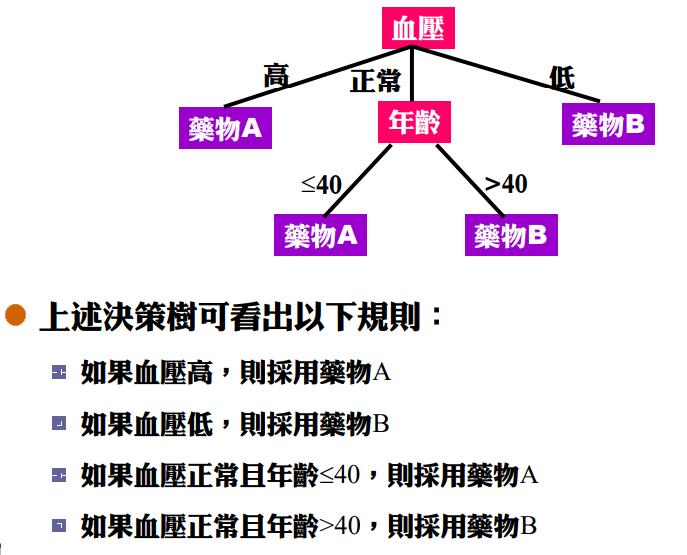 血壓
高
正常
低
藥物A
年齡
藥物B
≤40
>40
藥物A
藥物B
上述決策樹可看出以下規則：
如果血壓高，則採用藥物A
如果血壓低，則採用藥物B
如果血壓正常且年齡≤40，則採用藥物A
如果血壓正常且年齡>40，則採用藥物B